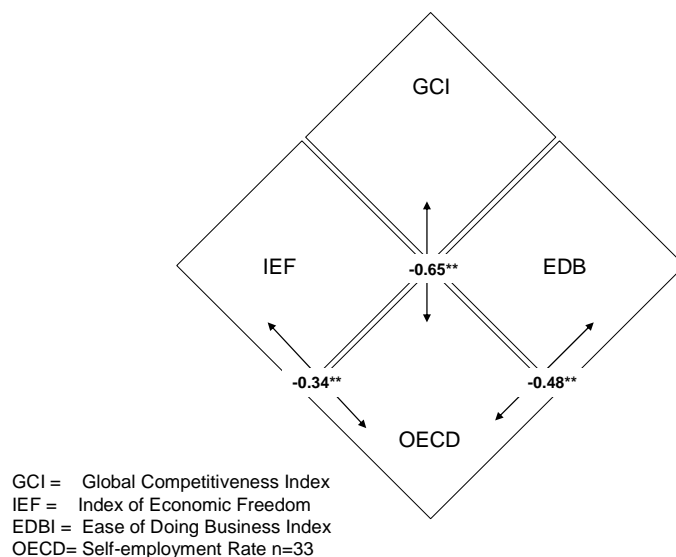 GCI
IEF
-0.65**
EDB
-0.34**
-0.48**
OECD
GCI = Global Competitiveness Index
IEF = Index of Economic Freedom
EDBI = Ease of Doing Business Index
OECD= Self-employment Rate n=33